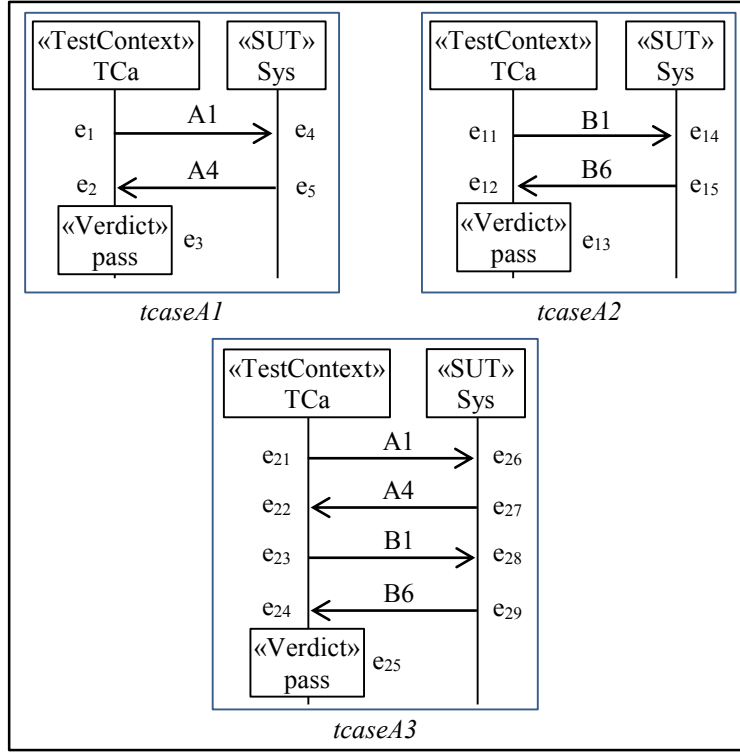 «TestContext» «SUT»
TCa Sys
A1
e1 e4
A4
e2 e5
«Verdict»
pass e3
tcaseA1
«TestContext» «SUT»
TCa Sys
B1
e11 e14
B6
e12 e15
«Verdict»
pass e13
tcaseA2
«TestContext» «SUT»
TCa Sys
A1
e21 e26
A4
e22 e27
B1
e23 e28
B6
e24 e29
«Verdict»
pass e25
tcaseA3